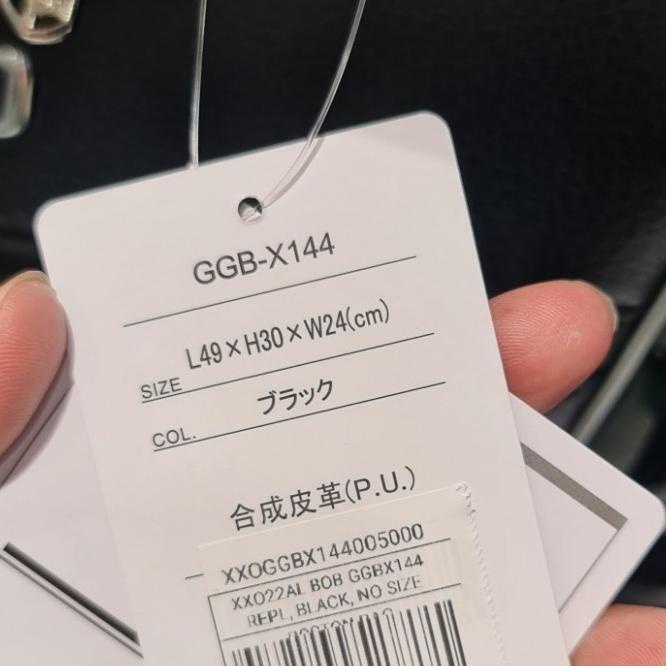 GGB-X144
L49×H30×W24(cm)
SIZE
ブラック
COL.
合成皮革(P.U.)
XXOGGBX144005000
XX022AL BOB GGBX144
REPL, BLACK, NO SIZE